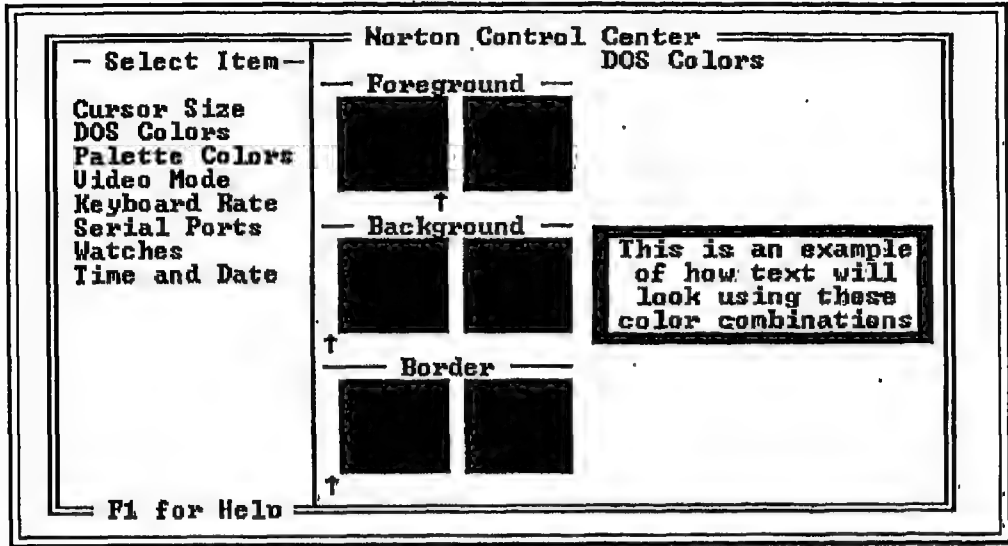 Norton Control Center
— Select Item—
DOS Colors
Cursor Size
DOS Colors
Palette Colors
Video Mode
Keyboard Rate
Serial Ports
Watches
Time and Date
— Foreground —
↑
— Background —
↑
— Border —
↑
This is an example
of how text will
look using these
color combinations
F1 for Help